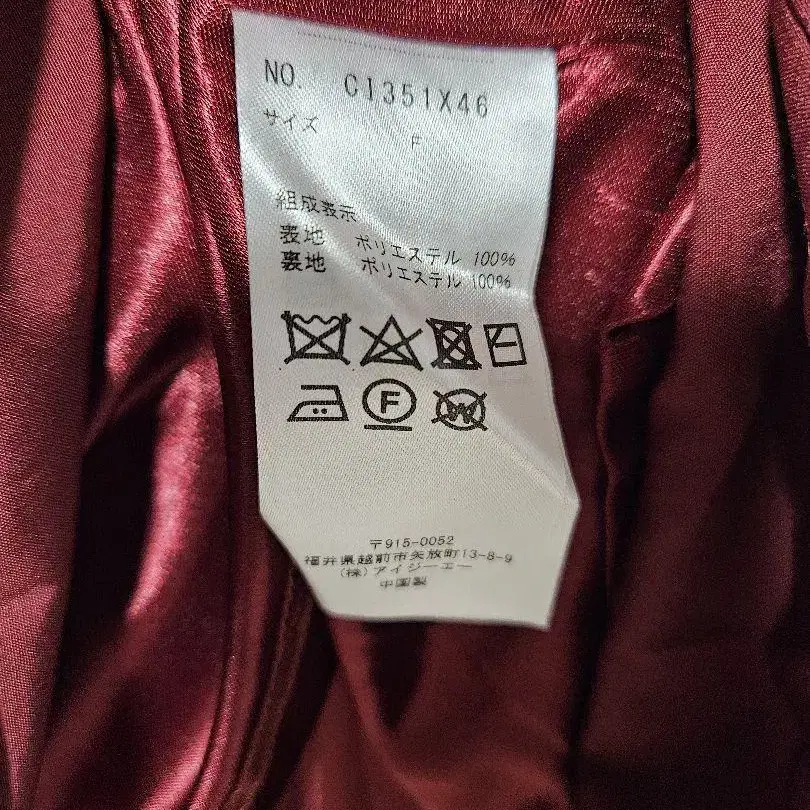 NO. C1351X46
サイズ F
組成表示
表地 ポリエステル 100%
裏地 ポリエステル 100%
F W
〒915-0052
福井県越前市矢放町13-8-9
(株)アイジーエー
中国製